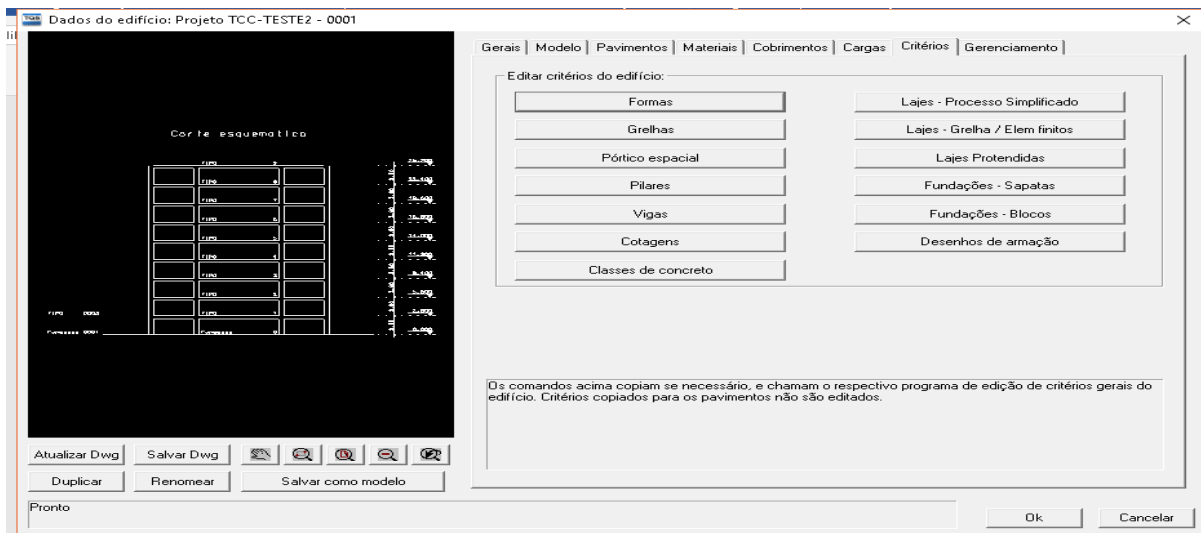 TQS Dados do edifício: Projeto TCC-TESTE2 - 0001
Gerais Modelo Pavimentos Materiais Cobrimentos Cargas Critérios Gerenciamento
Editar critérios do edifício:
Formas Lajes - Processo Simplificado
Grelhas Lajes - Grelha / Elem finitos
Pórtico espacial Lajes Protendidas
Pilares Fundações - Sapatas
Vigas Fundações - Blocos
Cotagens Desenhos de armação
Classes de concreto
Corte esquematico
Os comandos acima copiam se necessário, e chamam o respectivo programa de edição de critérios gerais do
edifício. Critérios copiados para os pavimentos não são editados.
Atualizar Dwg Salvar Dwg
Duplicar Renomear Salvar como modelo
Pronto
Ok Cancelar